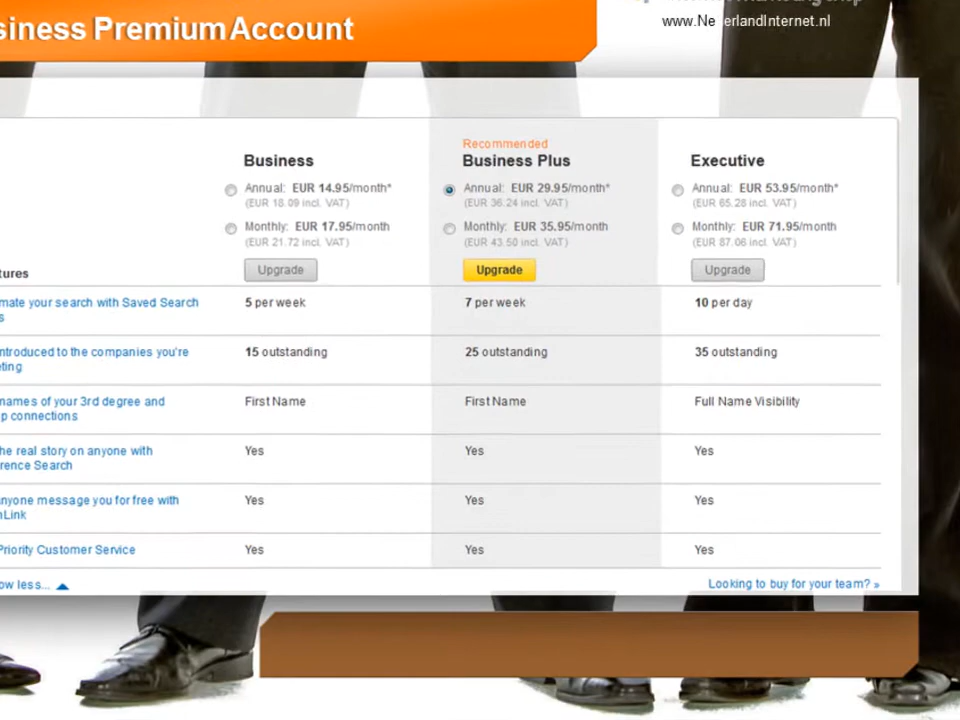 siness Premium Account
www.NederlandInternet.nl
Recommended
Business
Business Plus
Executive
Annual: EUR 14.95/month*
(EUR 18.09 incl. VAT)
Annual: EUR 29.95/month*
(EUR 36.24 incl. VAT)
Annual: EUR 53.95/month*
(EUR 65.28 incl. VAT)
Monthly: EUR 17.95/month
(EUR 21.72 incl. VAT)
Monthly: EUR 35.95/month
(EUR 43.50 incl. VAT)
Monthly: EUR 71.95/month
(EUR 87.06 incl. VAT)
tures
Upgrade
Upgrade
Upgrade
mate your search with Saved Search
s
5 per week
7 per week
10 per day
ntroduced to the companies you're
eting
15 outstanding
25 outstanding
35 outstanding
names of your 3rd degree and
p connections
First Name
First Name
Full Name Visibility
he real story on anyone with
rence Search
Yes
Yes
Yes
nyone message you for free with
nLink
Yes
Yes
Yes
Priority Customer Service
Yes
Yes
Yes
ow less...
Looking to buy for your team? »